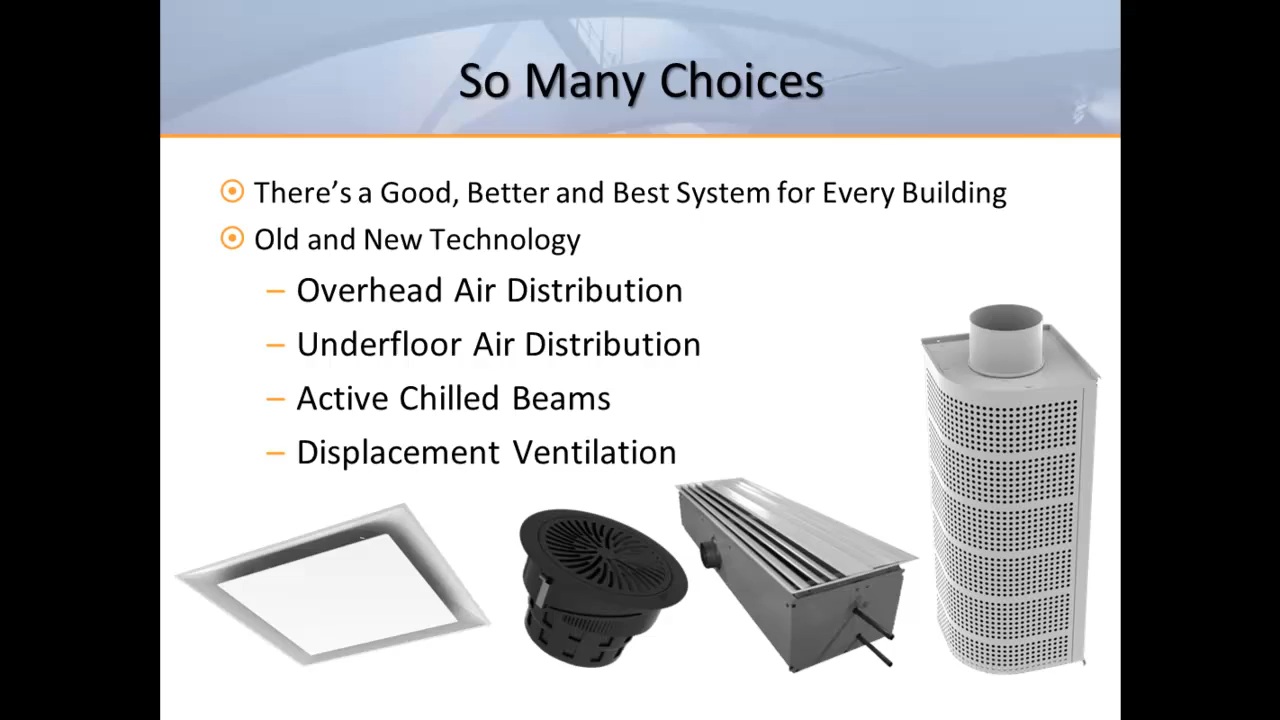 So Many Choices
There’s a Good, Better and Best System for Every Building
Old and New Technology
– Overhead Air Distribution
– Underfloor Air Distribution
– Active Chilled Beams
– Displacement Ventilation